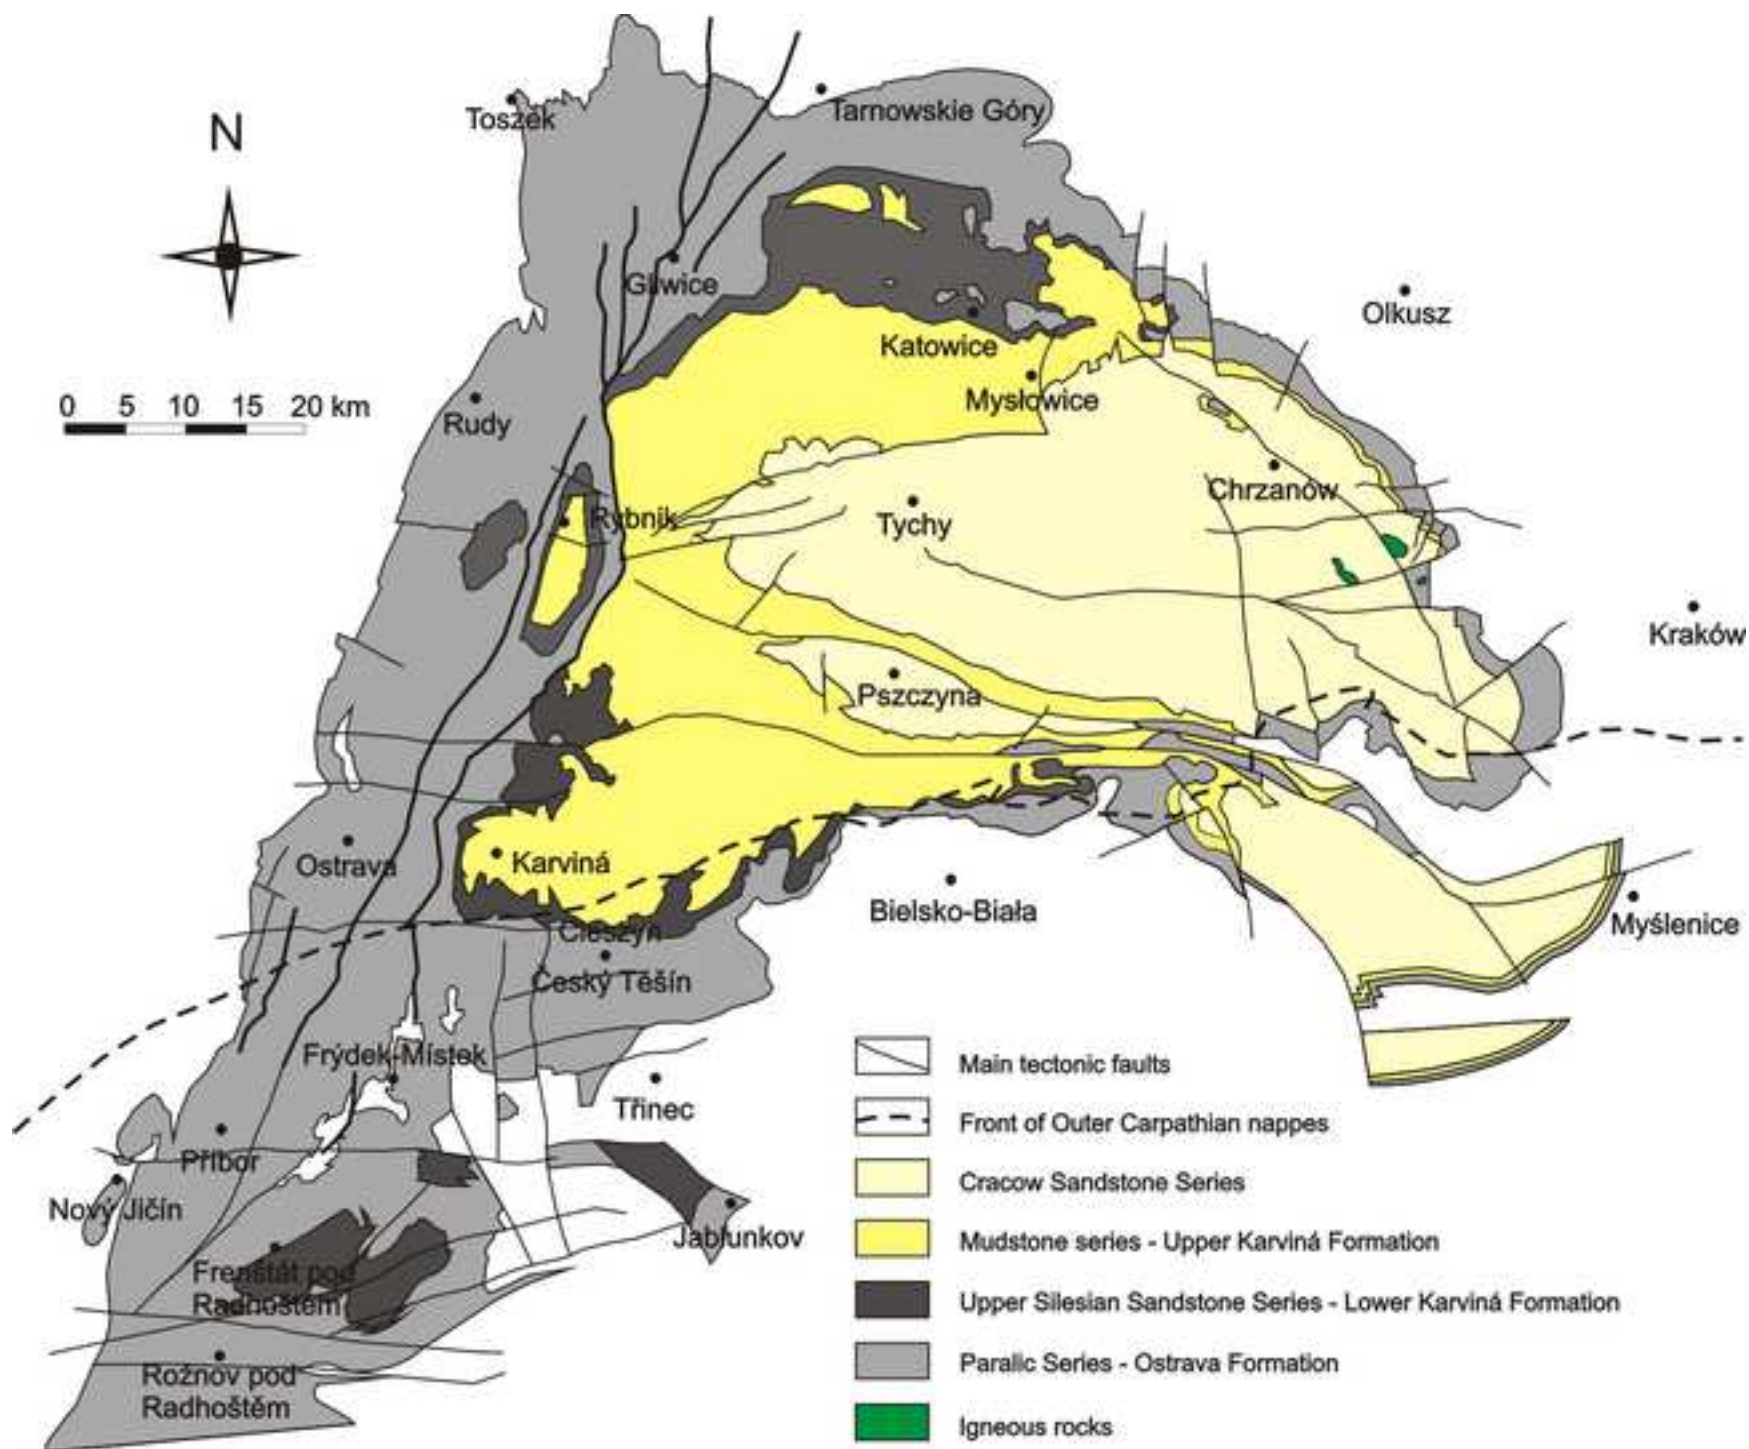 Toszek
Tarnowskie Góry
N
Gliwice
Olkusz
Katowice
0 5 10 15 20 km
Rudy
Mysłowice
Chrzanów
Rybnik
Tychy
Kraków
Pszczyna
Ostrava
Karviná
Bielsko-Biała
Myślenice
Cieszyn
Český Těšín
Frýdek-Místek
Třinec
Příbor
Nový Jičín
Jablunkov
Frenštát pod
Radhoštěm
Rožnov pod
Radhoštěm
Main tectonic faults
Front of Outer Carpathian nappes
Cracow Sandstone Series
Mudstone series - Upper Karviná Formation
Upper Silesian Sandstone Series - Lower Karviná Formation
Paralic Series - Ostrava Formation
Igneous rocks